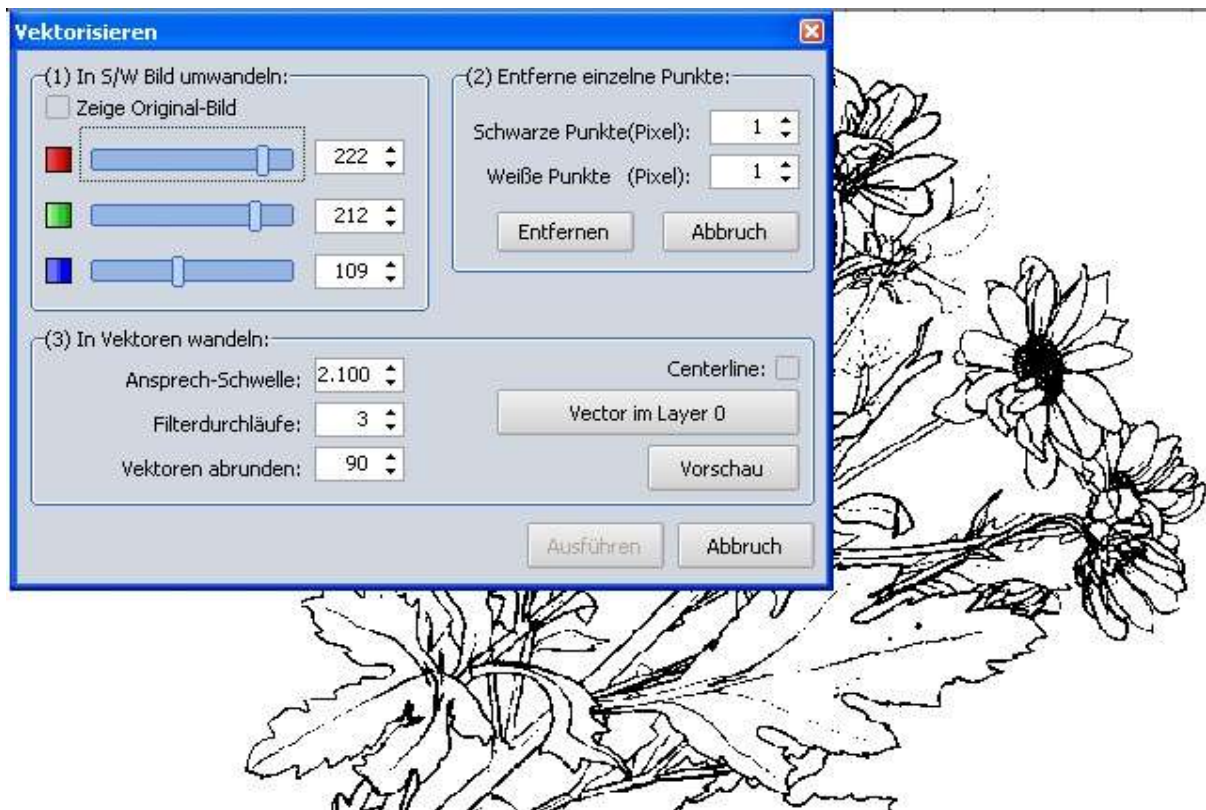 Vektorisieren
(1) In S/W Bild umwandeln:
Zeige Original-Bild
222
212
109
(2) Entferne einzelne Punkte:
Schwarze Punkte(Pixel): 1
Weiße Punkte (Pixel): 1
Entfernen Abbruch
(3) In Vektoren wandeln:
Ansprech-Schwelle: 2.100
Filterdurchläufe: 3
Vektoren abrunden: 90
Centerline:
Vector im Layer 0
Vorschau
Ausführen Abbruch